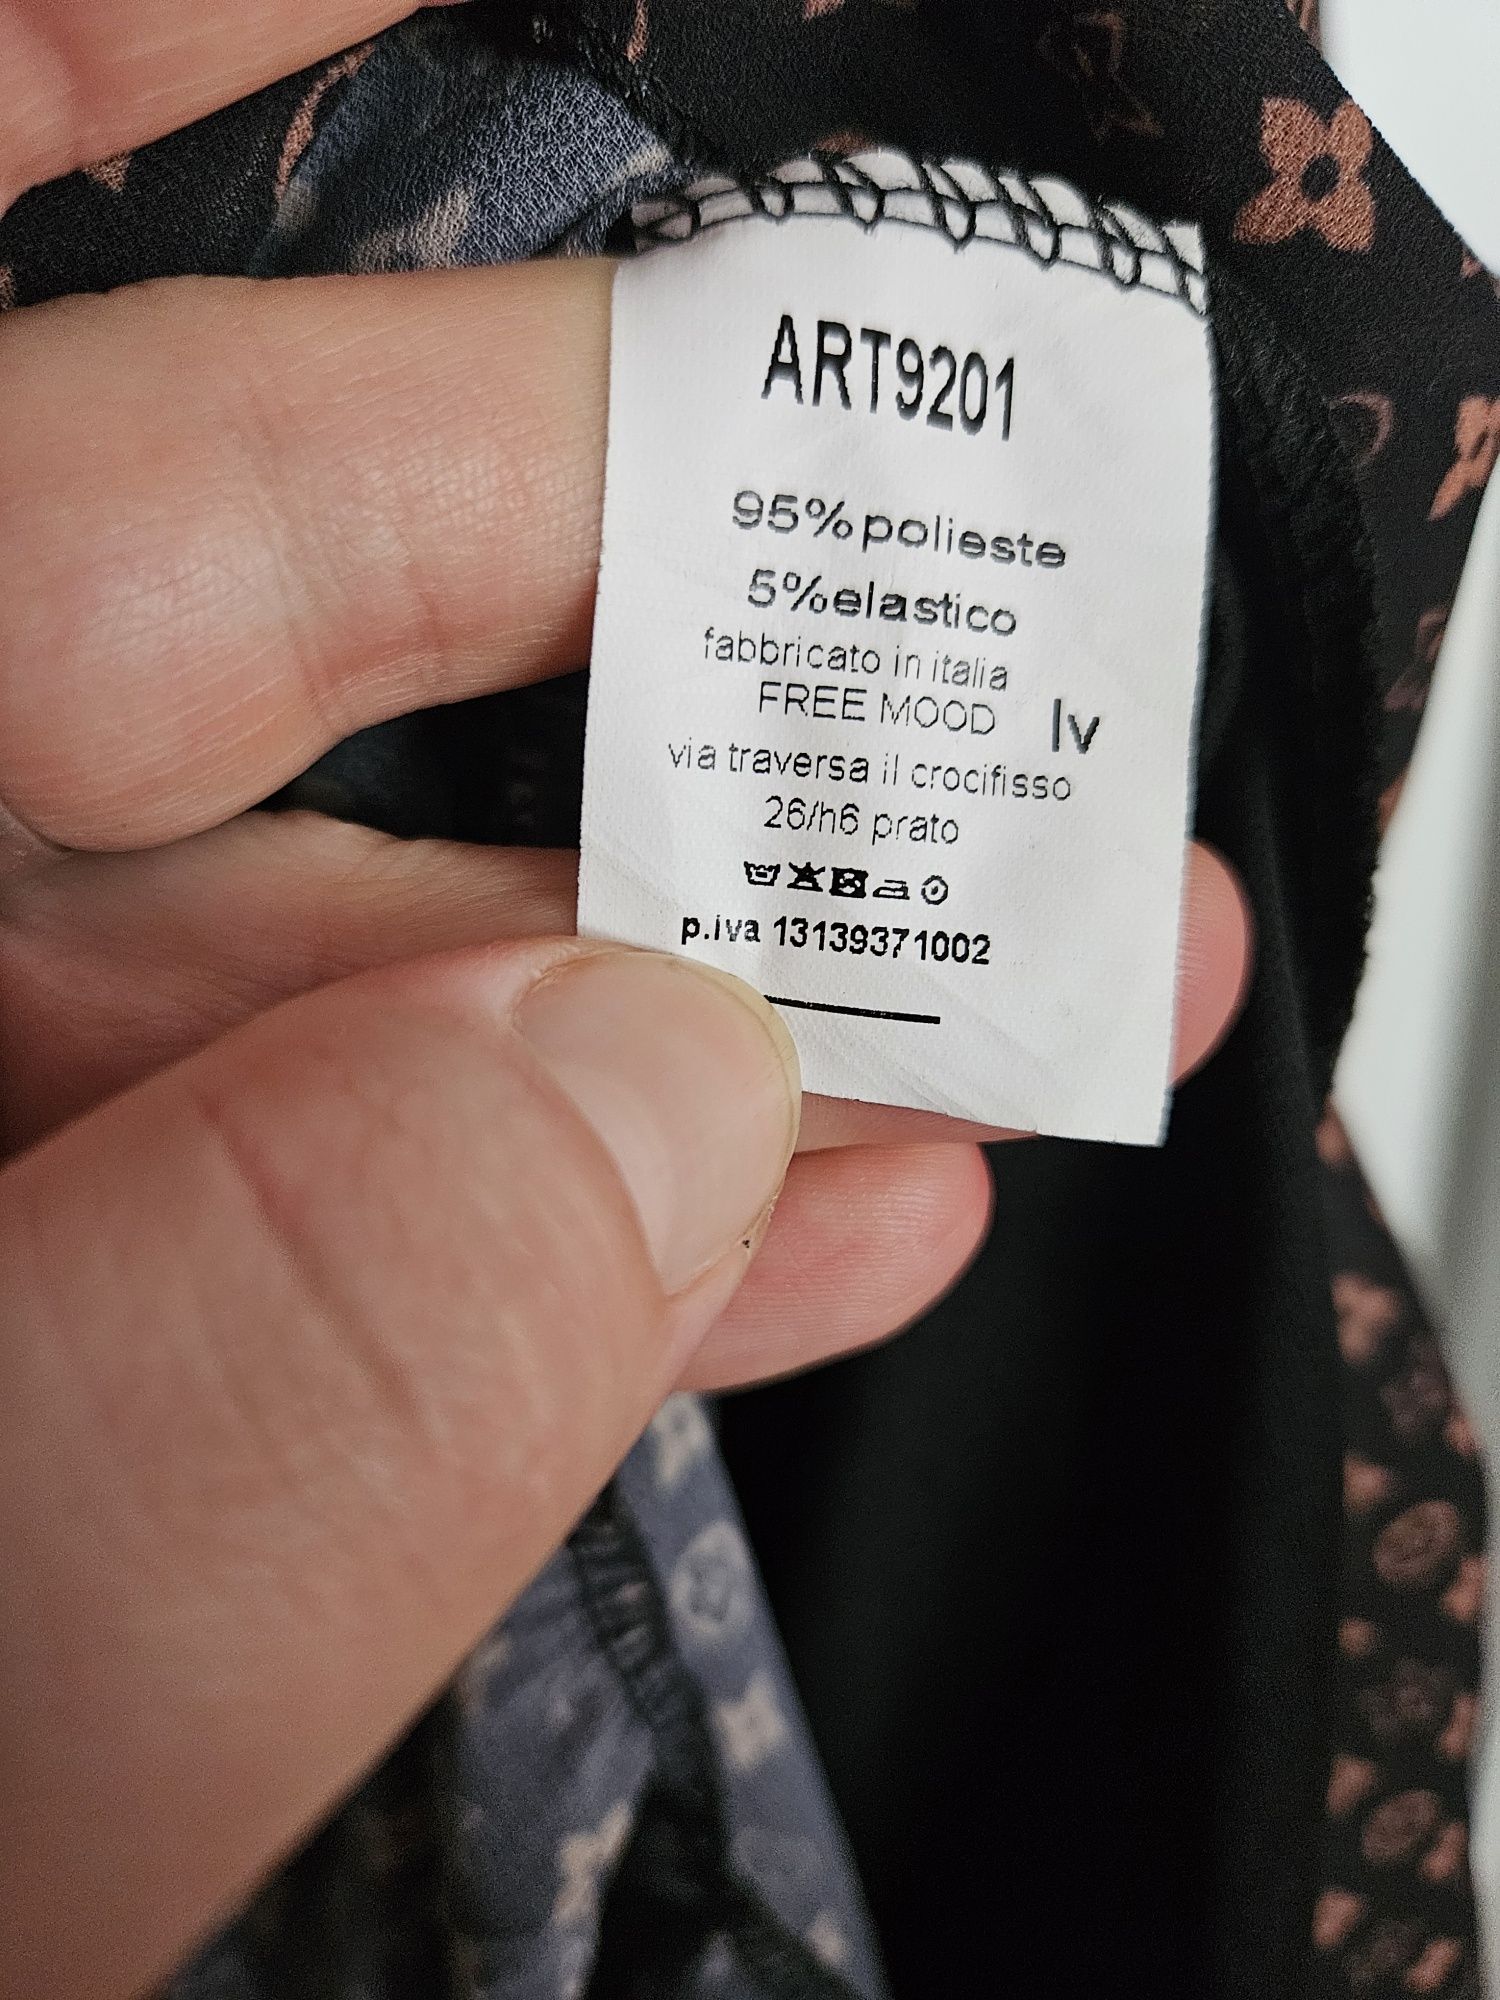 ART9201
95%polieste
5%elastico
fabbricato in italia
FREE MOOD lv
via traversa il crocifisso
26/h6 prato
p.iva 13139371002